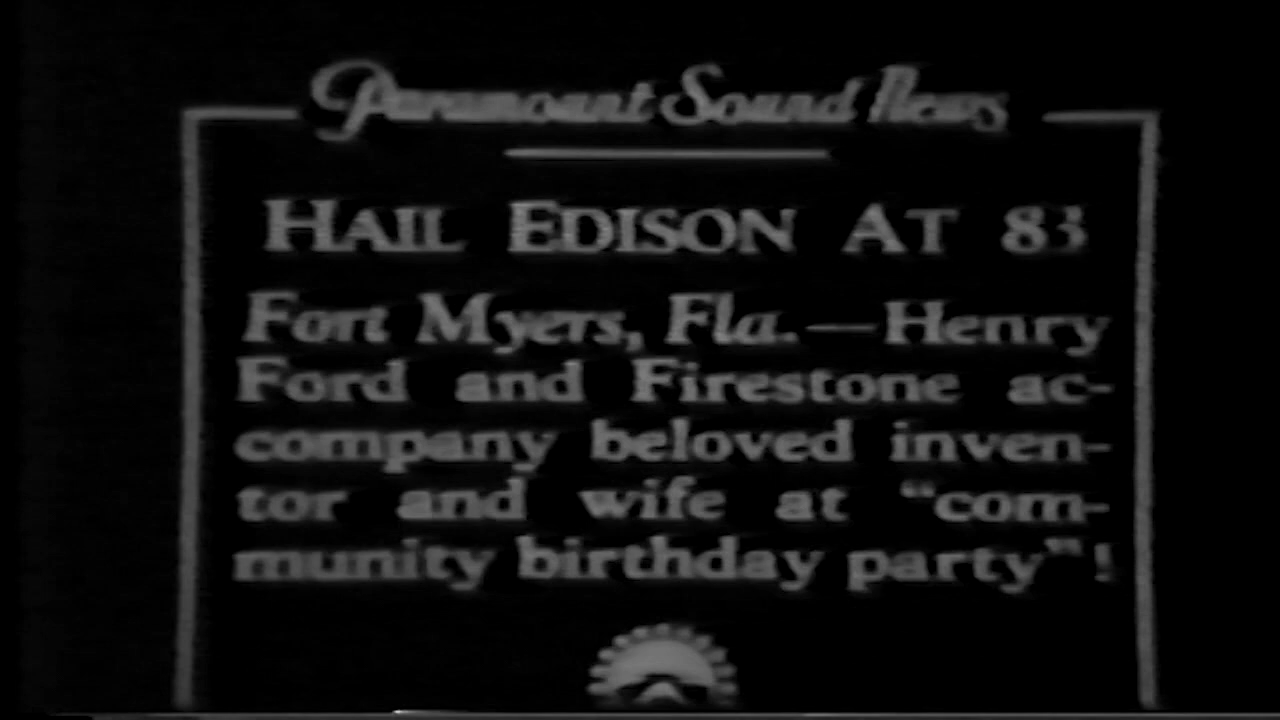 Paramount Sound News
HAIL EDISON AT 83
Fort Myers, Fla.—Henry
Ford and Firestone ac-
company beloved inven-
tor and wife at "com-
munity birthday party"!